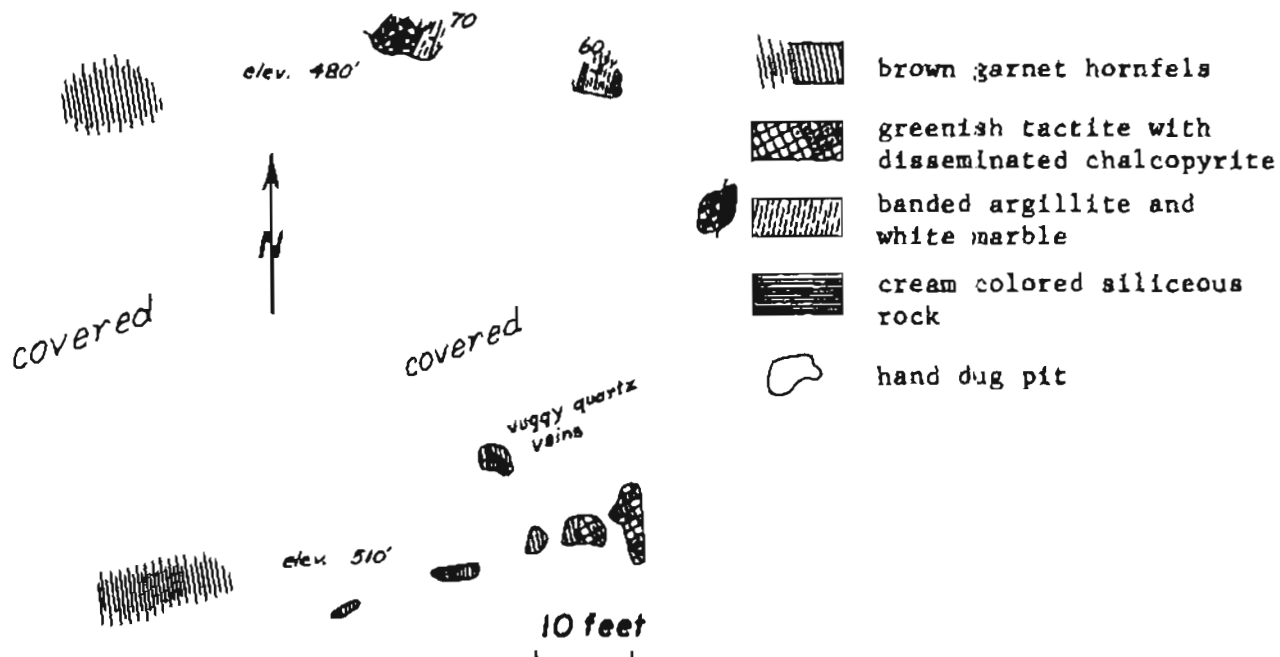 70
60
elev. 480'
N
covered
covered
vuggy quartz
veins
elev. 510'
10 feet
brown garnet hornfels
greenish tactite with
disseminated chalcopyrite
banded argillite and
white marble
cream colored siliceous
rock
hand dug pit